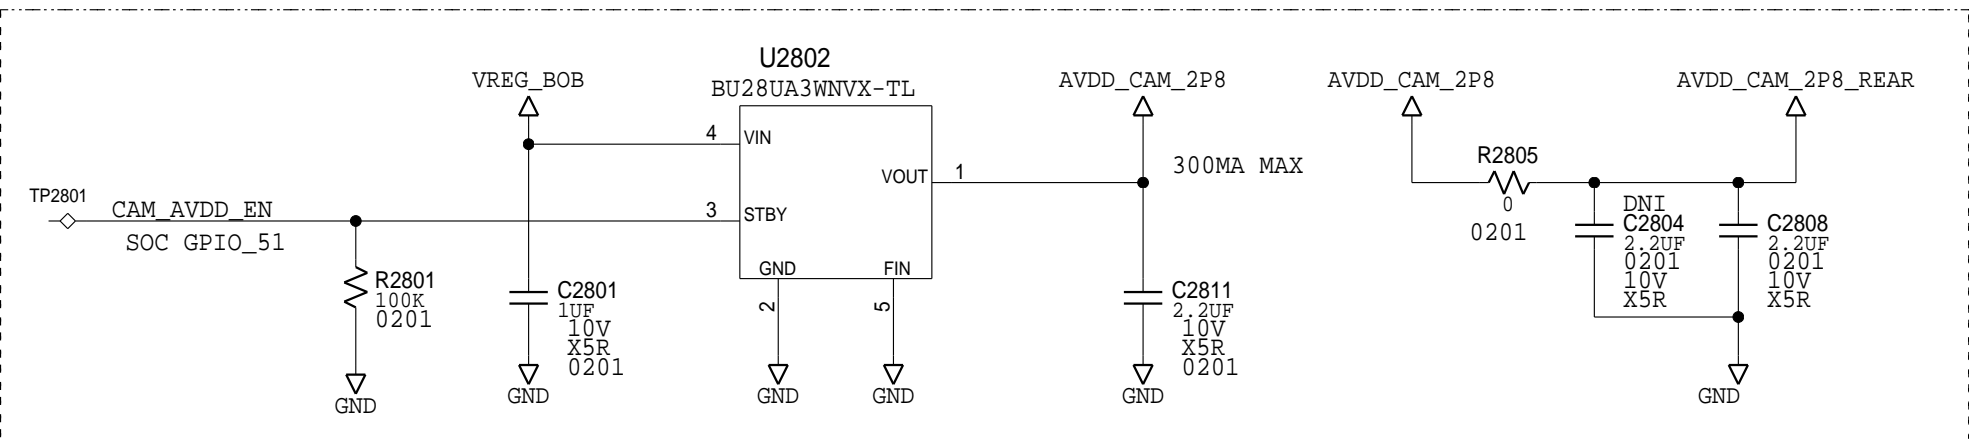 U2802
BU28UA3WNVX-TL
VREG_BOB
AVDD_CAM_2P8
AVDD_CAM_2P8
AVDD_CAM_2P8_REAR
4
VIN
VOUT
1
300MA MAX
R2805
0
0201
TP2801
CAM_AVDD_EN
SOC GPIO_51
3
STBY
DNI
C2804
2.2UF
0201
10V
X5R
C2808
2.2UF
0201
10V
X5R
GND
FIN
2
5
R2801
100K
0201
C2801
1UF
10V
X5R
0201
C2811
2.2UF
10V
X5R
0201
GND
GND
GND
GND
GND
GND